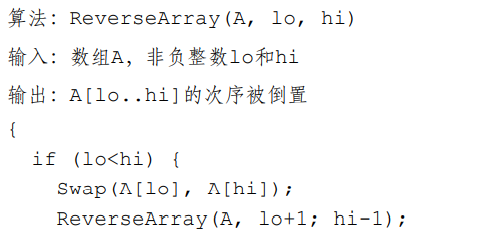 算法: ReverseArray(A, lo, hi)
输入: 数组A，非负整数lo和hi
输出: A[lo..hi]的次序被倒置
{
if (lo<hi) {
Swap(A[lo], A[hi]);
ReverseArray(A, lo+1; hi-1);